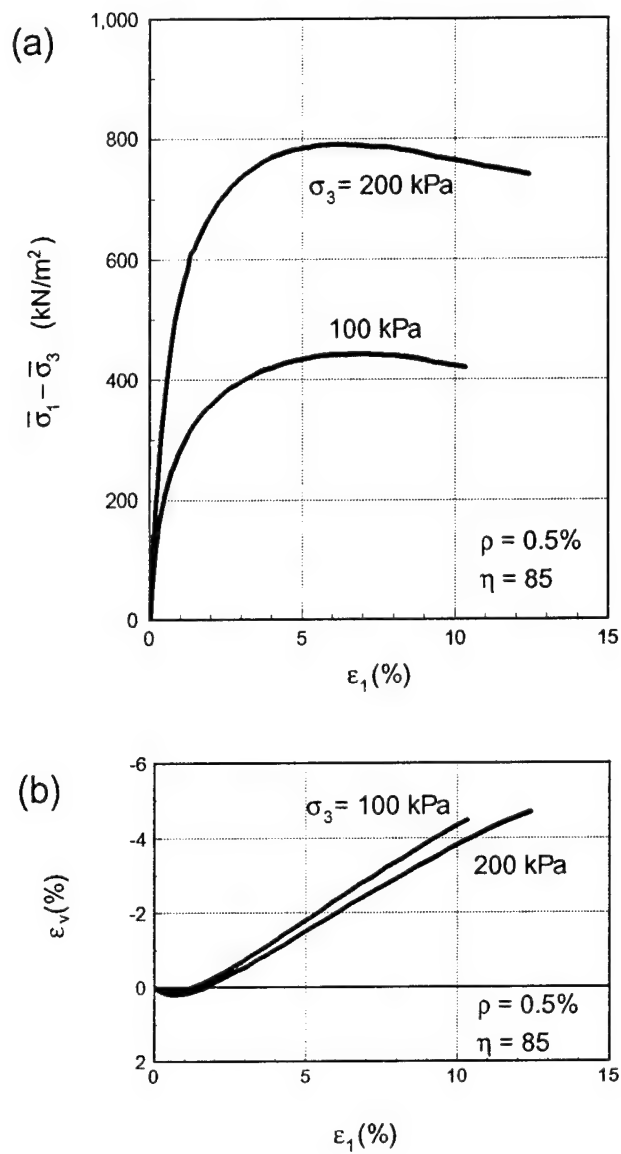 (a)
1,000
800
600
400
200
0
σ̅₁ – σ̅₃ (kN/m²)
σ₃ = 200 kPa
100 kPa
ρ = 0.5%
η = 85
0 5 10 15
ε₁(%)
(b)
-6
-4
-2
0
2
εᵥ(%)
σ₃ = 100 kPa
200 kPa
ρ = 0.5%
η = 85
0 5 10 15
ε₁(%)